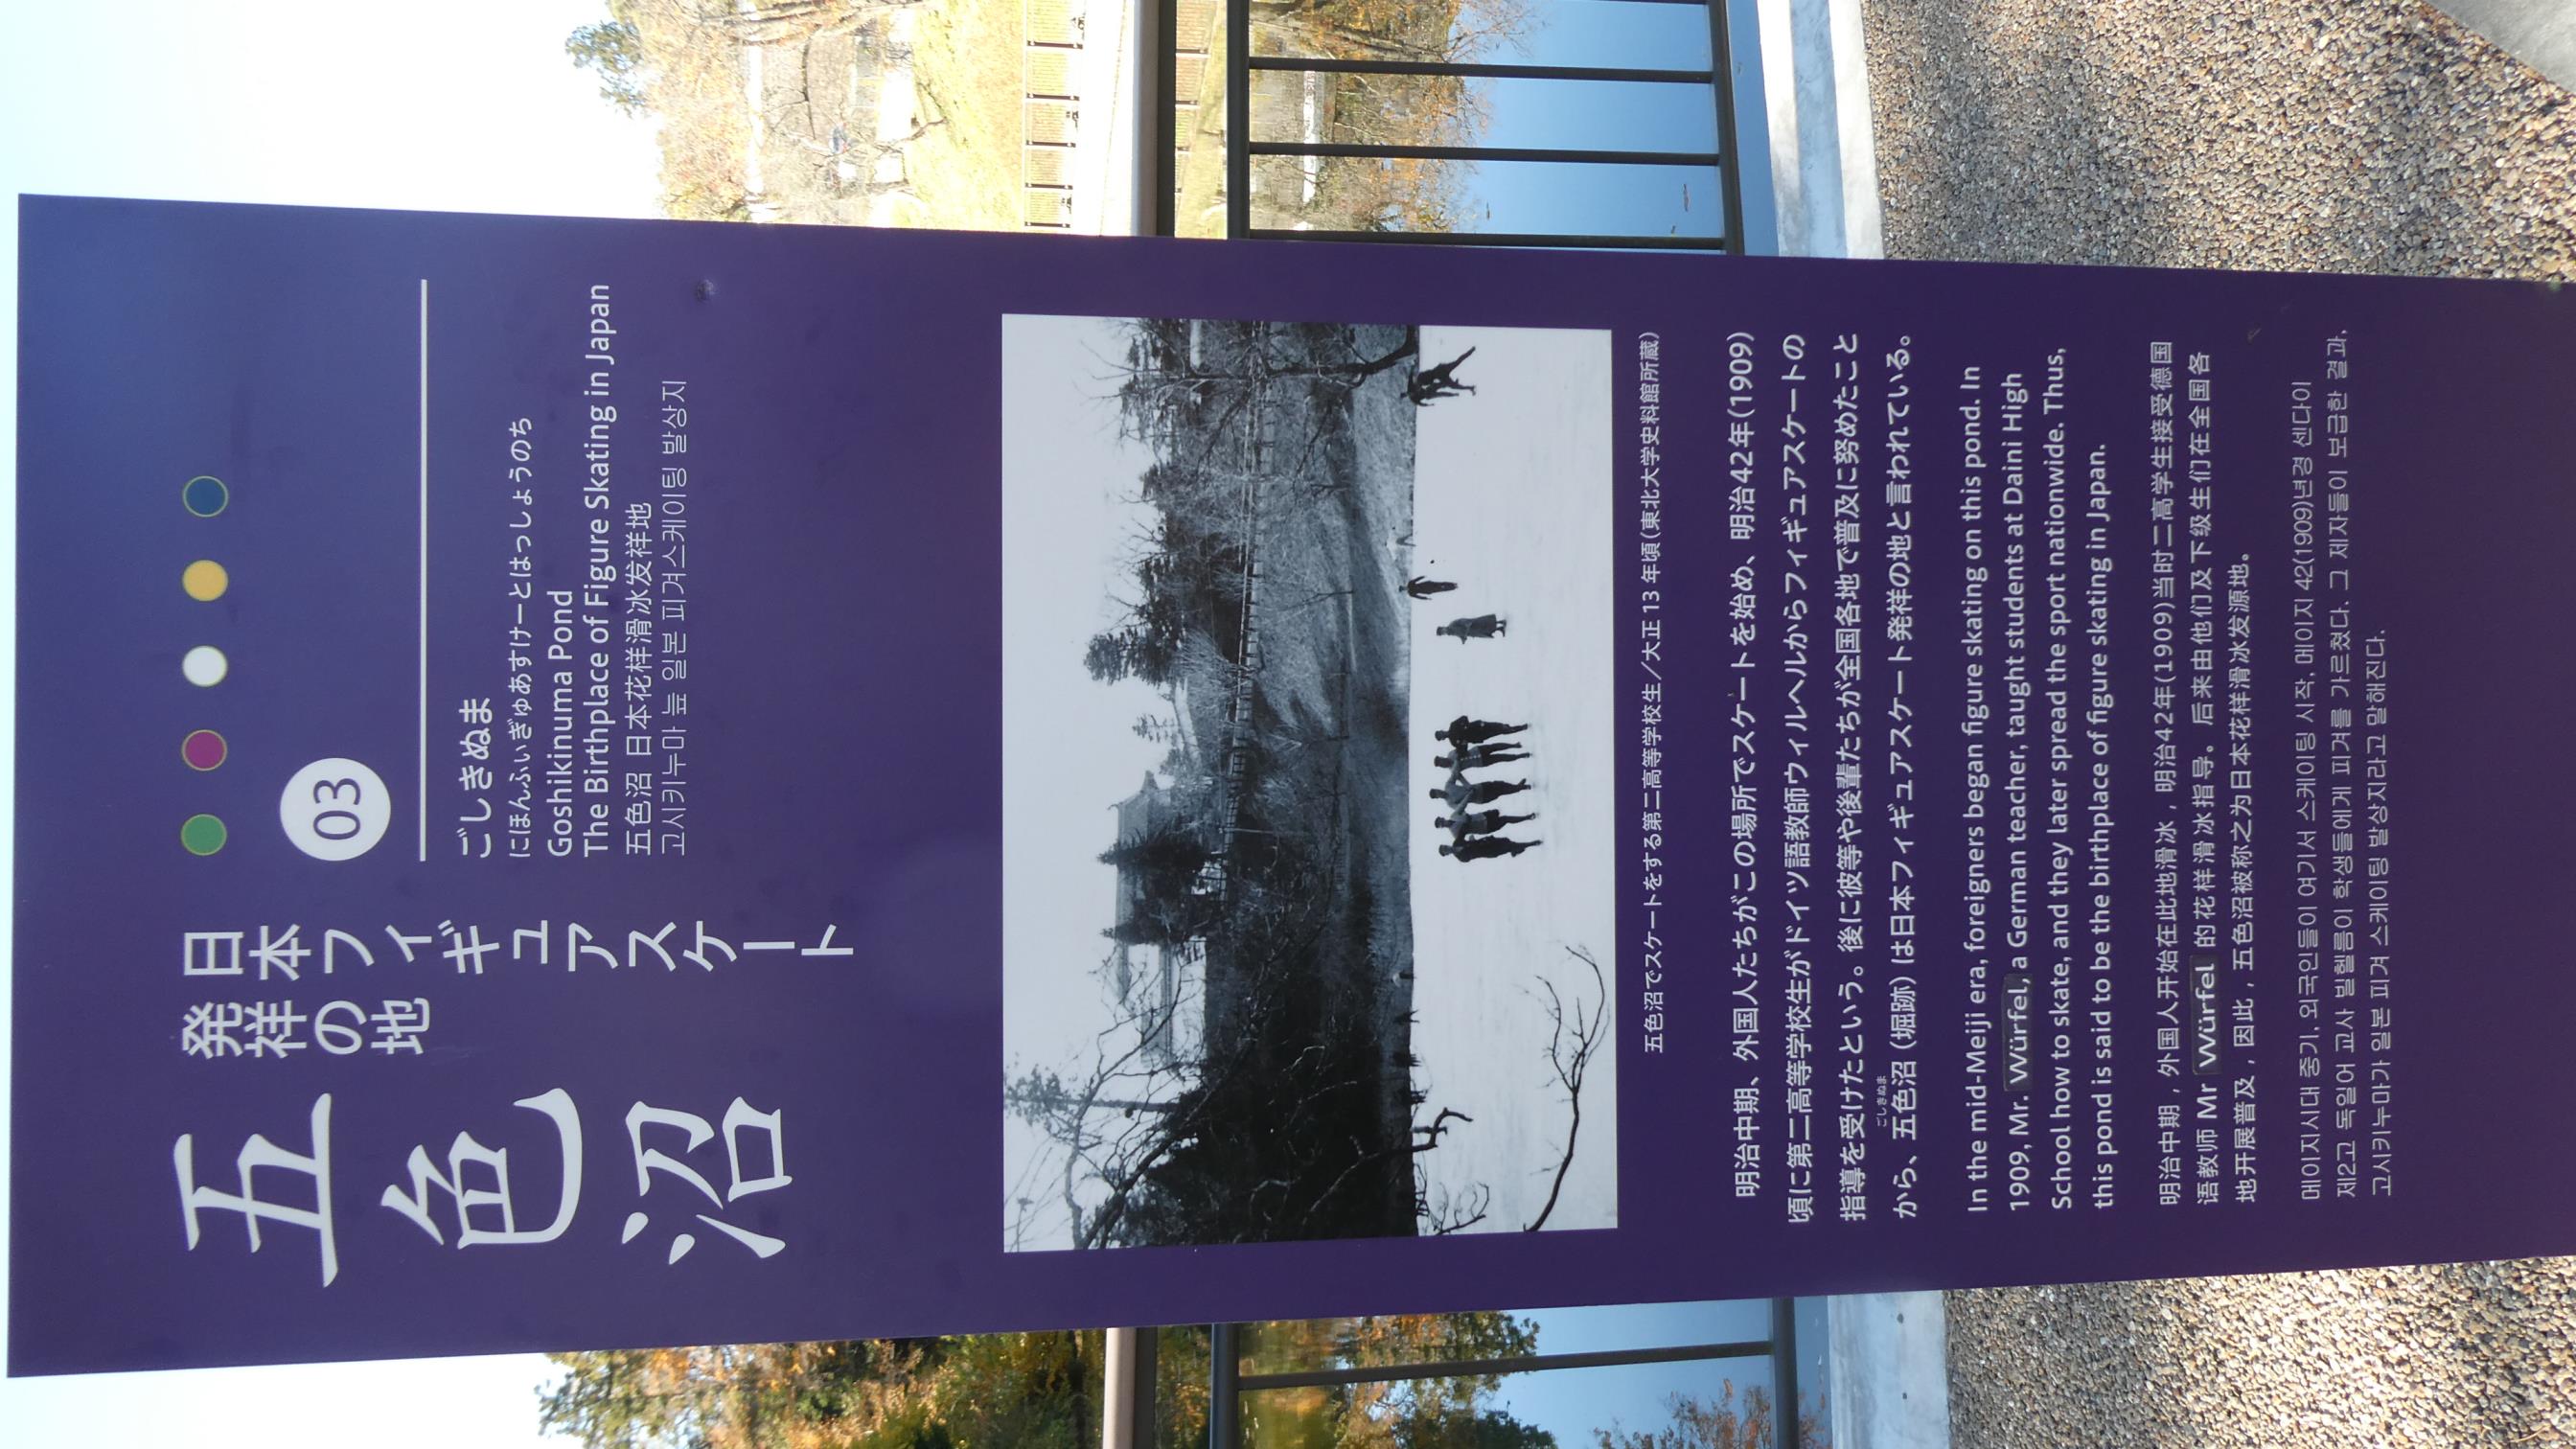 五色沼
日本フィギュアスケート
発祥の地
03
ごしきぬま
にほんふぃぎゅあすけーとはっしょうのち
Goshikinuma Pond
The Birthplace of Figure Skating in Japan
五色沼 日本花样滑冰发祥地
고시키누마 늪 일본 피겨스케이팅 발상지
五色沼でスケートをする第二高等学校生／大正 13 年頃（東北大学史料館所蔵）
明治中期、外国人たちがこの場所でスケートを始め、明治42年（1909）
頃に第二高等学校生がドイツ語教師ウィルヘルからフィギュアスケートの
指導を受けたという。後に彼等や後輩たちが全国各地で普及に努めたこと
ごしきぬま
から、五色沼（堀跡）は日本フィギュアスケート発祥の地と言われている。
In the mid-Meiji era, foreigners began figure skating on this pond. In
1909, Mr. Würfel, a German teacher, taught students at Daini High
School how to skate, and they later spread the sport nationwide. Thus,
this pond is said to be the birthplace of figure skating in Japan.
明治中期，外国人开始在此地滑冰，明治42年(1909)当时二高学生接受德国
语教师 Mr Würfel 的花样滑冰指导。后来由他们及下级生们在全国各
地开展普及，因此，五色沼被称之为日本花样滑冰发源地。
메이지시대 중기, 외국인들이 여기서 스케이팅 시작, 메이지 42(1909)년경 센다이
제2고 독일어 교사 빌헬름이 학생들에게 피겨를 가르쳤다. 그 제자들이 보급한 결과,
고시키누마가 일본 피겨 스케이팅 발상지라고 말해진다.